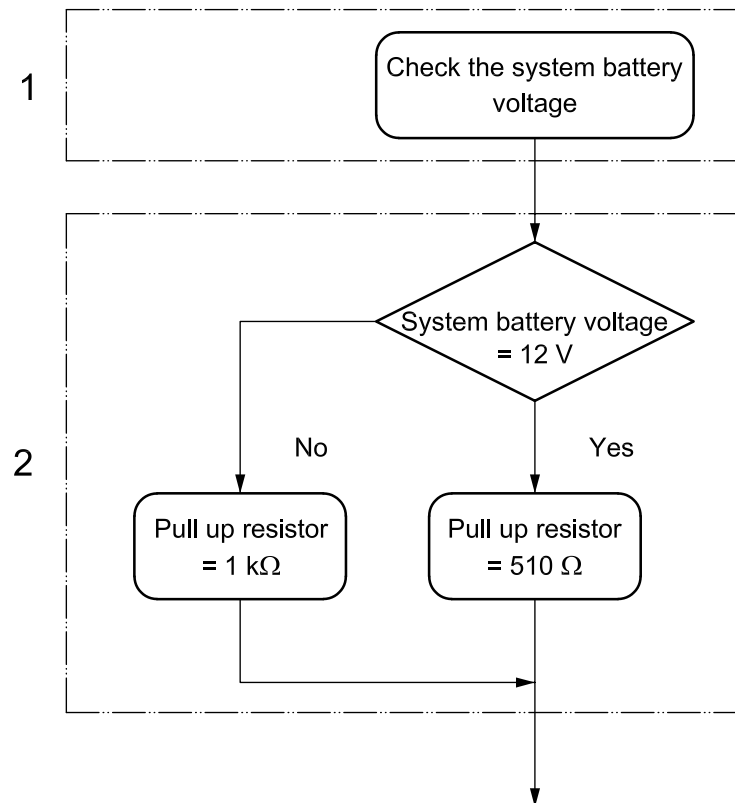 1
Check the system battery
voltage
System battery voltage
= 12 V
2
No
Yes
Pull up resistor
= 1 kΩ
Pull up resistor
= 510 Ω